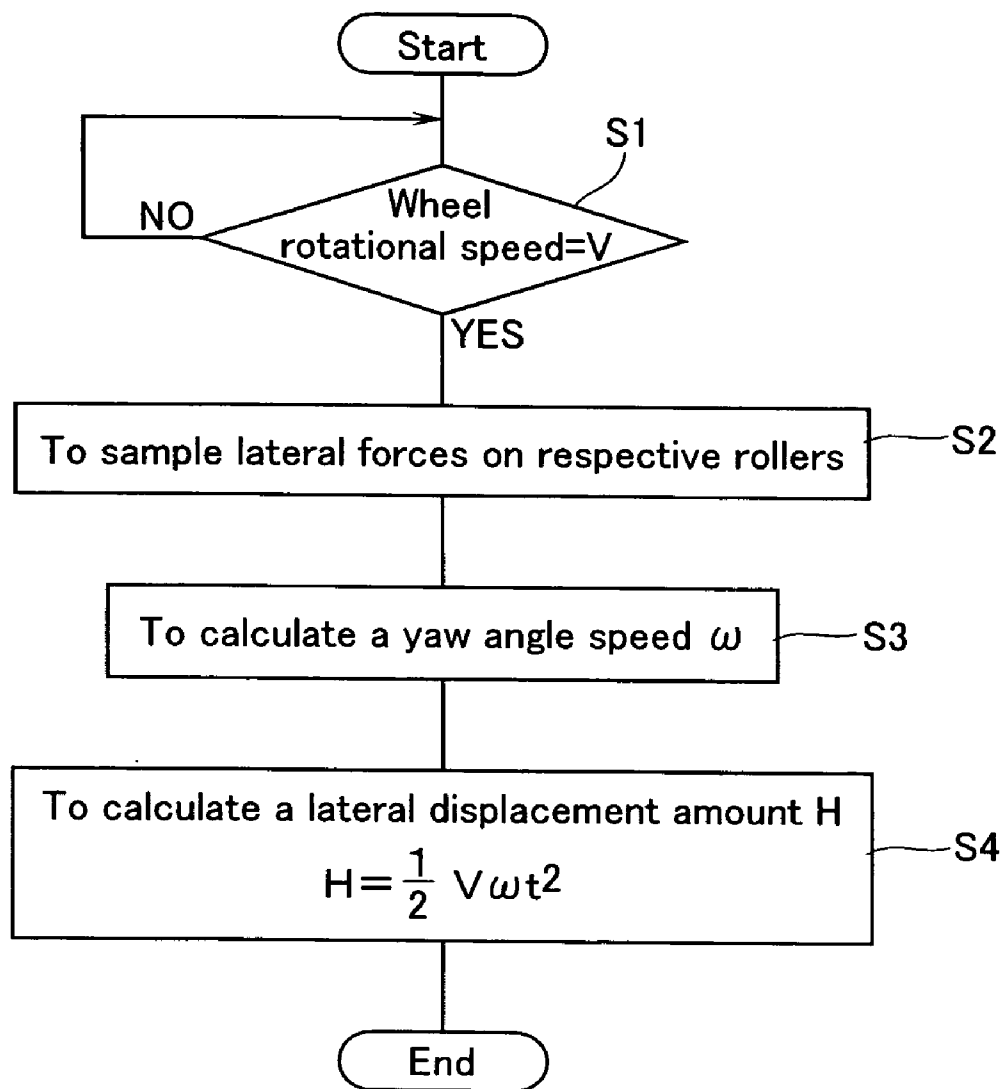 Start
S1
Wheel
rotational speed=V
NO
YES
To sample lateral forces on respective rollers
S2
To calculate a yaw angle speed ω
S3
To calculate a lateral displacement amount H
H=1/2 Vωt²
S4
End